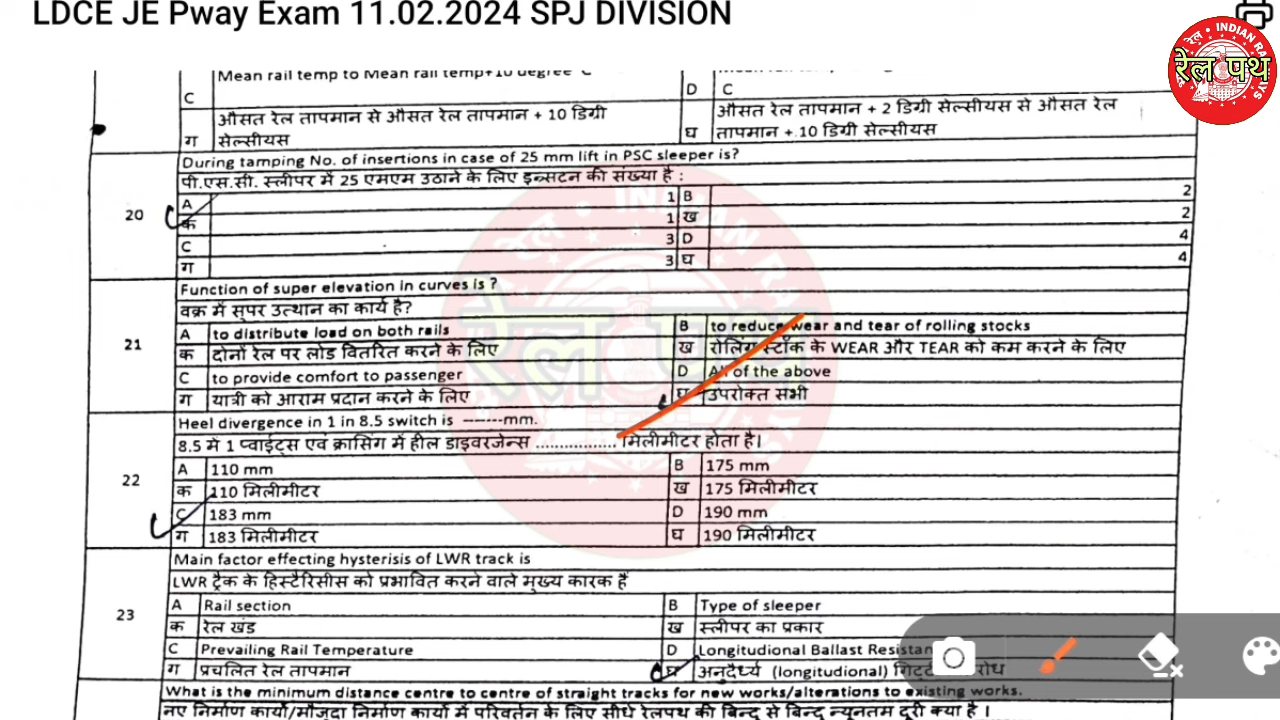 LDCE JE Pway Exam 11.02.2024 SPJ DIVISION
रेल • INDIAN RAILWAYS
रेल पथ
C Mean rail temp to Mean rail temp+10 degree C
D C
ग औसत रेल तापमान से औसत रेल तापमान + 10 डिग्री सेल्सीयस
घ औसत रेल तापमान + 2 डिग्री सेल्सीयस से औसत रेल तापमान + 10 डिग्री सेल्सीयस
20 During tamping No. of insertions in case of 25 mm lift in PSC sleeper is?
पी.एस.सी. स्लीपर में 25 एमएम उठाने के लिए इन्सटन की संख्या है :
A 1 B 2
क 1 ख 2
C 3 D 4
ग 3 घ 4
21 Function of super elevation in curves is ?
वक्र में सुपर उत्थान का कार्य है?
A to distribute load on both rails B to reduce wear and tear of rolling stocks
क दोनों रेल पर लोड वितरित करने के लिए ख रोलिंग स्टॉक के WEAR और TEAR को कम करने के लिए
C to provide comfort to passenger D All of the above
ग यात्री को आराम प्रदान करने के लिए घ उपरोक्त सभी
22 Heel divergence in 1 in 8.5 switch is -------mm.
8.5 में 1 प्वाईंट्स एवं क्रासिंग में हील डाइवरजेन्स ................ मिलीमीटर होता है।
A 110 mm B 175 mm
क 110 मिलीमीटर ख 175 मिलीमीटर
C 183 mm D 190 mm
ग 183 मिलीमीटर घ 190 मिलीमीटर
23 Main factor effecting hysterisis of LWR track is
LWR ट्रैक के हिस्टैरिसीस को प्रभावित करने वाले मुख्य कारक हैं
A Rail section B Type of sleeper
क रेल खंड ख स्लीपर का प्रकार
C Prevailing Rail Temperature D Longitudional Ballast Resistan
ग प्रचलित रेल तापमान घ अनुदैर्ध्य (longitudional)
What is the minimum distance centre to centre of straight tracks for new works/alterations to existing works.
नए निर्माण कार्यो/मौजूदा निर्माण कार्यो में परिवर्तन के लिए सीधे रेलपथ की बिन्दु से बिन्दु न्यूनतम दूरी क्या है ।